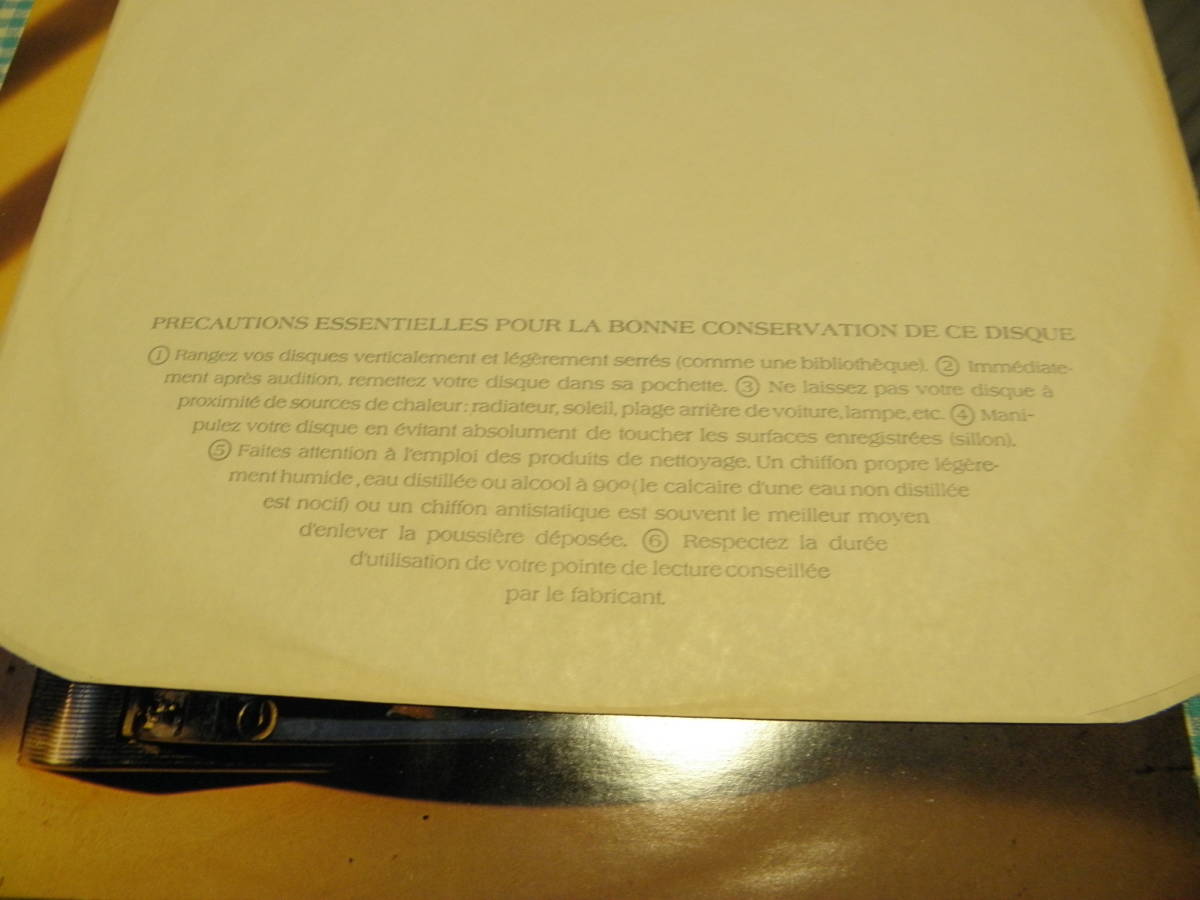 PRECAUTIONS ESSENTIELLES POUR LA BONNE CONSERVATION DE CE DISQUE
① Rangez vos disques verticalement et légèrement serrés (comme une bibliothèque). ② Immédiate-
ment après audition, remettez votre disque dans sa pochette. ③ Ne laissez pas votre disque à
proximité de sources de chaleur: radiateur, soleil, plage arrière de voiture, lampe, etc. ④ Mani-
pulez votre disque en évitant absolument de toucher les surfaces enregistrées (sillon).
⑤ Faites attention à l'emploi des produits de nettoyage. Un chiffon propre légère-
ment humide, eau distillée ou alcool à 90º (le calcaire d'une eau non distillée
est nocif) ou un chiffon antistatique est souvent le meilleur moyen
d'enlever la poussière déposée. ⑥ Respectez la durée
d'utilisation de votre pointe de lecture conseillée
par le fabricant.